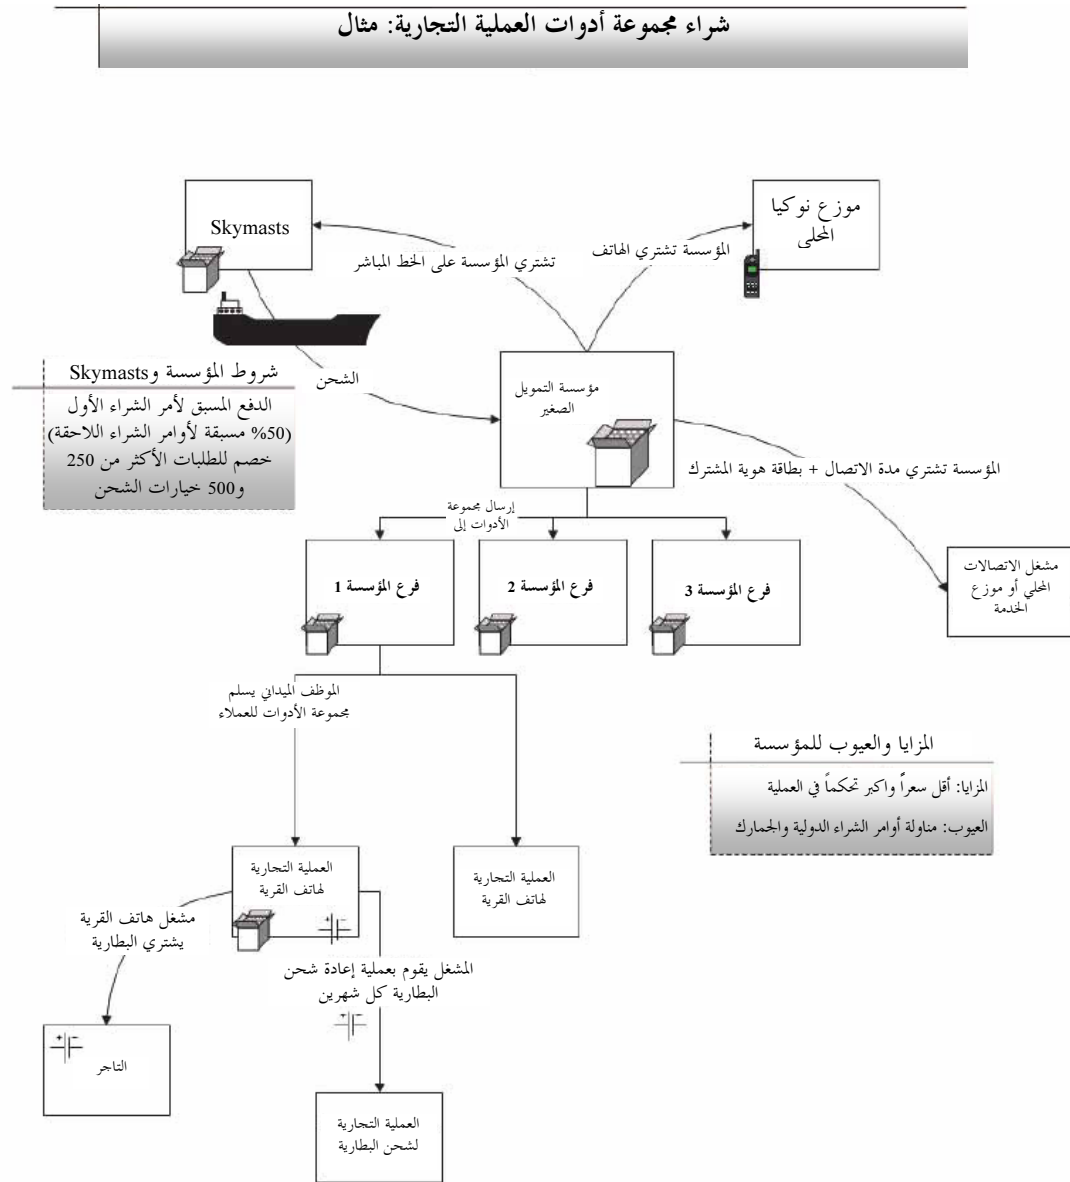 شراء مجموعة أدوات العملية التجارية: مثال
موزع نوكيا
المحلى
Skymasts
المؤسسة تشتري الهاتف
تشتري المؤسسة على الخط المباشر
شروط المؤسسة وSkymasts
الدفع المسبق لأمر الشراء الأول
(50% مسبقة لأوامر الشراء اللاحقة)
خصم للطلبات الأكثر من 250
و500 خيارات الشحن
الشحن
مؤسسة التمويل
الصغير
المؤسسة تشتري مدة الاتصال + بطاقة هوية المشترك
إرسال مجموعة
الأدوات إلى
فرع المؤسسة 1
فرع المؤسسة 2
فرع المؤسسة 3
مشغل الاتصالات
المحلي أو موزع
الخدمة
الموظف الميداني يسلم
مجموعة الأدوات للعملاء
المزايا والعيوب للمؤسسة
المزايا: أقل سعراً واكبر تحكماً في العملية
العيوب: مناولة أوامر الشراء الدولية والجمارك
العملية التجارية
لهاتف القرية
العملية التجارية
لهاتف القرية
مشغل هاتف القرية
يشتري البطارية
المشغل يقوم بعملية إعادة شحن
البطارية كل شهرين
التاجر
العملية التجارية
لشحن البطارية